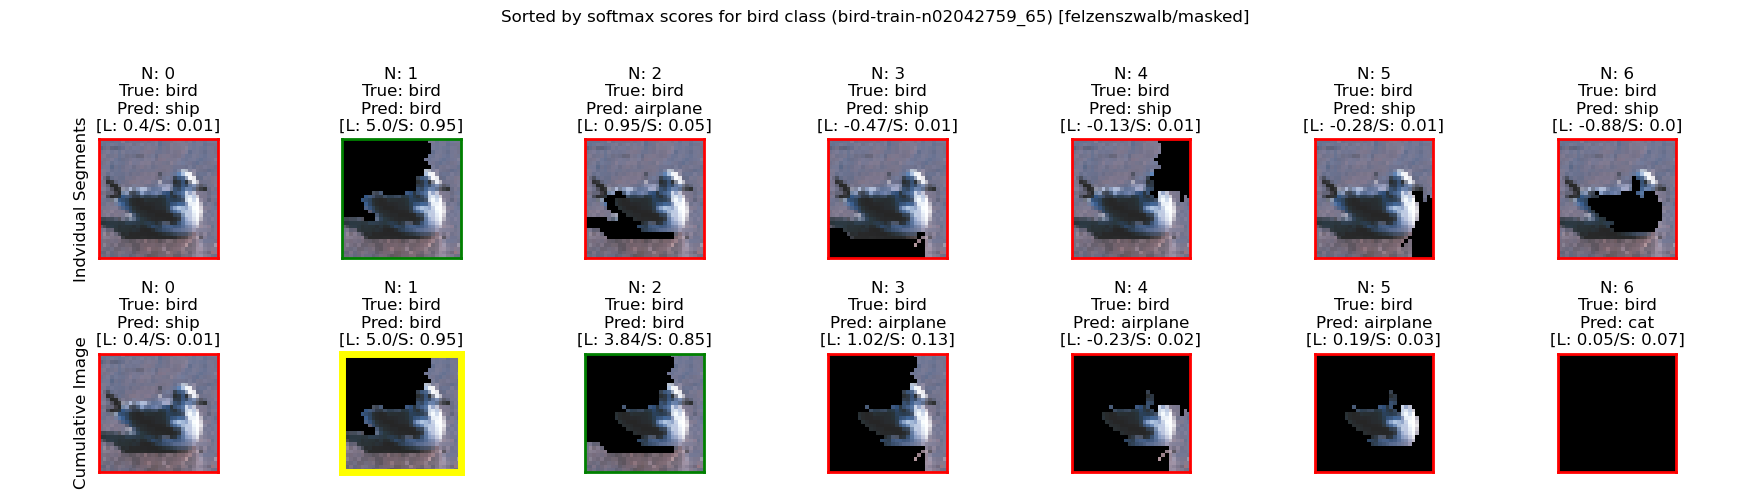 Sorted by softmax scores for bird class (bird-train-n02042759_65) [felzenszwalb/masked]
Indvidual Segments
N: 0
True: bird
Pred: ship
[L: 0.4/S: 0.01]
N: 1
True: bird
Pred: bird
[L: 5.0/S: 0.95]
N: 2
True: bird
Pred: airplane
[L: 0.95/S: 0.05]
N: 3
True: bird
Pred: ship
[L: -0.47/S: 0.01]
N: 4
True: bird
Pred: ship
[L: -0.13/S: 0.01]
N: 5
True: bird
Pred: ship
[L: -0.28/S: 0.01]
N: 6
True: bird
Pred: ship
[L: -0.88/S: 0.0]
Cumulative Image
N: 0
True: bird
Pred: ship
[L: 0.4/S: 0.01]
N: 1
True: bird
Pred: bird
[L: 5.0/S: 0.95]
N: 2
True: bird
Pred: bird
[L: 3.84/S: 0.85]
N: 3
True: bird
Pred: airplane
[L: 1.02/S: 0.13]
N: 4
True: bird
Pred: airplane
[L: -0.23/S: 0.02]
N: 5
True: bird
Pred: airplane
[L: 0.19/S: 0.03]
N: 6
True: bird
Pred: cat
[L: 0.05/S: 0.07]